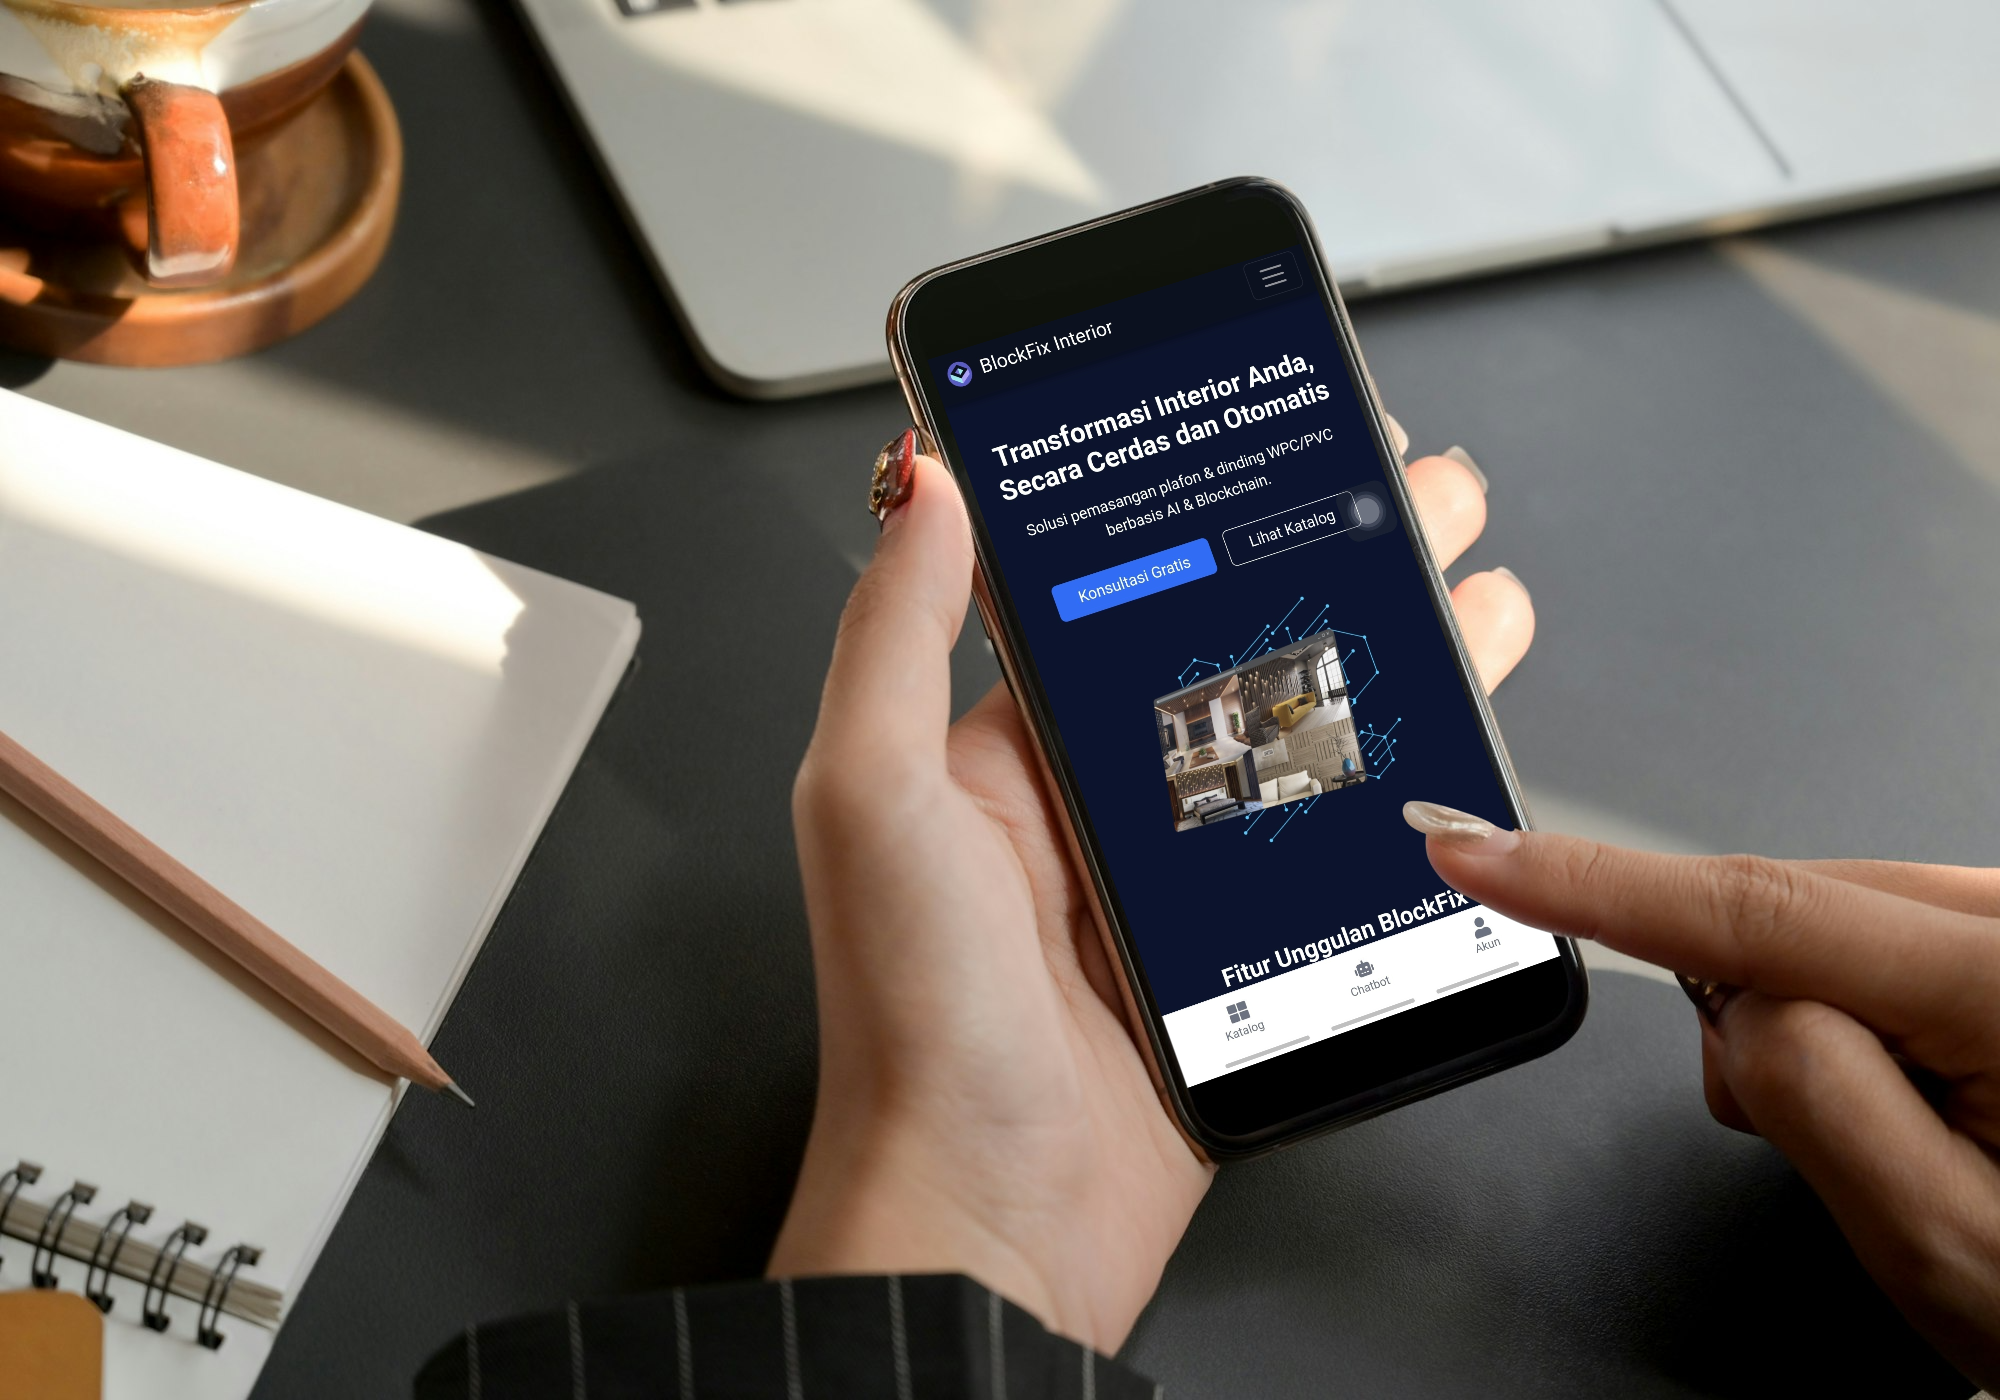 BlockFix Interior
Transformasi Interior Anda,
Secara Cerdas dan Otomatis
Solusi pemasangan plafon & dinding WPC/PVC
berbasis AI & Blockchain.
Konsultasi Gratis
Lihat Katalog
Fitur Unggulan BlockFix
Katalog
Chatbot
Akun